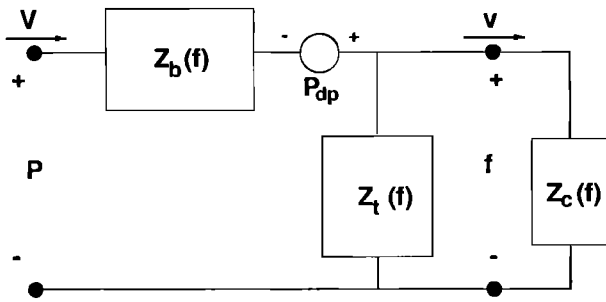 V
v
Z_b(f)
- +
P_dp
+
+
P
Z_t(f)
f
Z_c(f)
-
-